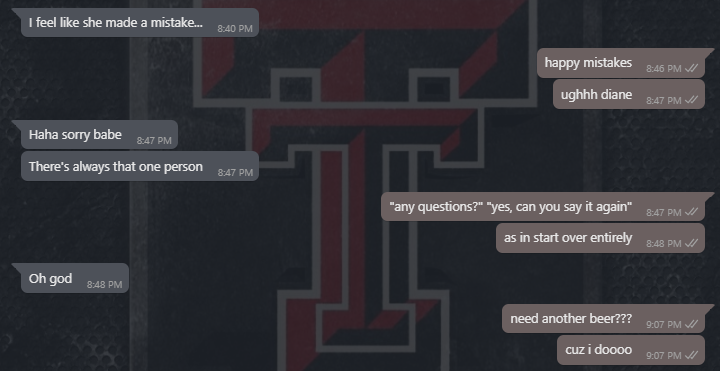 I feel like she made a mistake... 8:40 PM
happy mistakes 8:46 PM
ughhh diane 8:47 PM
Haha sorry babe 8:47 PM
There's always that one person 8:47 PM
"any questions?" "yes, can you say it again" 8:47 PM
as in start over entirely 8:48 PM
Oh god 8:48 PM
need another beer??? 9:07 PM
cuz i doooo 9:07 PM